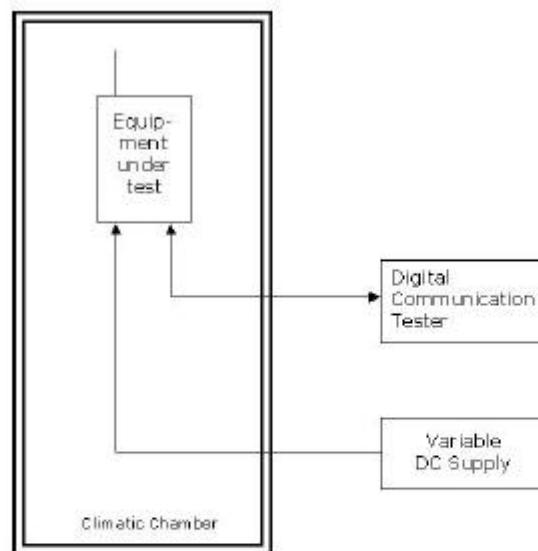 Equip-
ment
under
test
Digital
Communication
Tester
Variable
DC Supply
Climatic Chamber